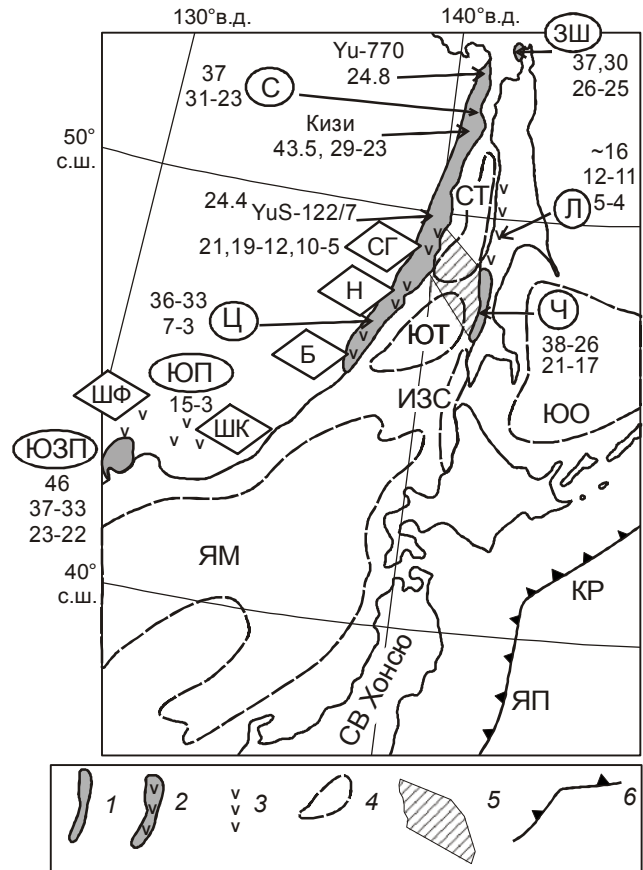 130°в.д.
140°в.д.
ЗШ
37,30
26-25
Yu-770
24.8
37
31-23
С
Кизи
43.5, 29-23
50°
с.ш.
~16
12-11
5-4
СТ
Л
24.4
YuS-122/7
21,19-12,10-5
СГ
Н
36-33
7-3
Ц
Ч
38-26
21-17
ЮТ
Б
ЮП
15-3
ШФ
ШК
ИЗС
ЮО
ЮЗП
46
37-33
23-22
ЯМ
40°
с.ш.
КР
СВ Хонсю
ЯП
1
2
3
4
5
6